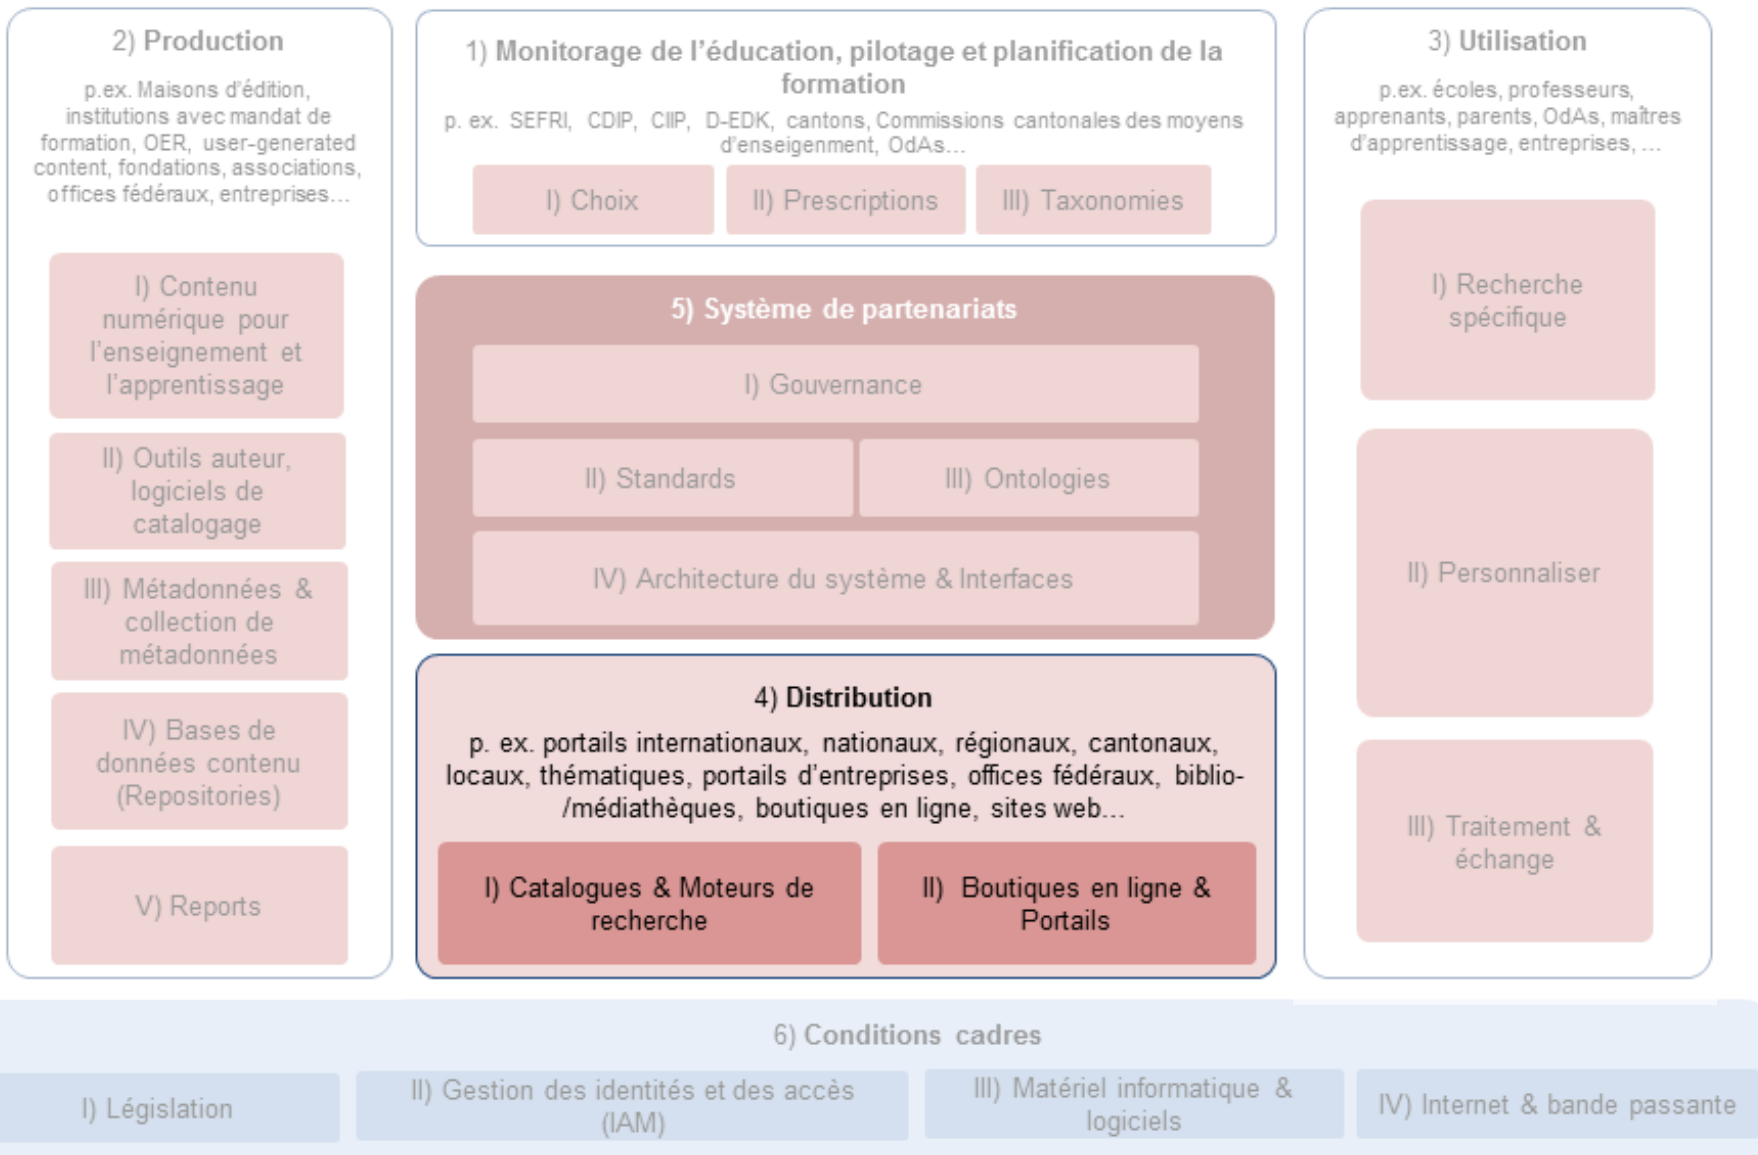 2) Production
p.ex. Maisons d'édition,
institutions avec mandat de
formation, OER, user-generated
content, fondations, associations,
offices fédéraux, entreprises...
I) Contenu
numérique pour
l'enseignement et
l'apprentissage
II) Outils auteur,
logiciels de
catalogage
III) Métadonnées &
collection de
métadonnées
IV) Bases de
données contenu
(Repositories)
V) Reports
1) Monitorage de l'éducation, pilotage et planification de la
formation
p. ex. SEFRI, CDIP, CIIP, D-EDK, cantons, Commissions cantonales des moyens
d'enseigenment, OdAs...
I) Choix
II) Prescriptions
III) Taxonomies
5) Système de partenariats
I) Gouvernance
II) Standards
III) Ontologies
IV) Architecture du système & Interfaces
4) Distribution
p. ex. portails internationaux, nationaux, régionaux, cantonaux,
locaux, thématiques, portails d'entreprises, offices fédéraux, biblio-
/médiathèques, boutiques en ligne, sites web...
I) Catalogues & Moteurs de
recherche
II) Boutiques en ligne &
Portails
3) Utilisation
p.ex. écoles, professeurs,
apprenants, parents, OdAs, maîtres
d'apprentissage, entreprises, ...
I) Recherche
spécifique
II) Personnaliser
III) Traitement &
échange
6) Conditions cadres
I) Législation
II) Gestion des identités et des accès
(IAM)
III) Matériel informatique &
logiciels
IV) Internet & bande passante